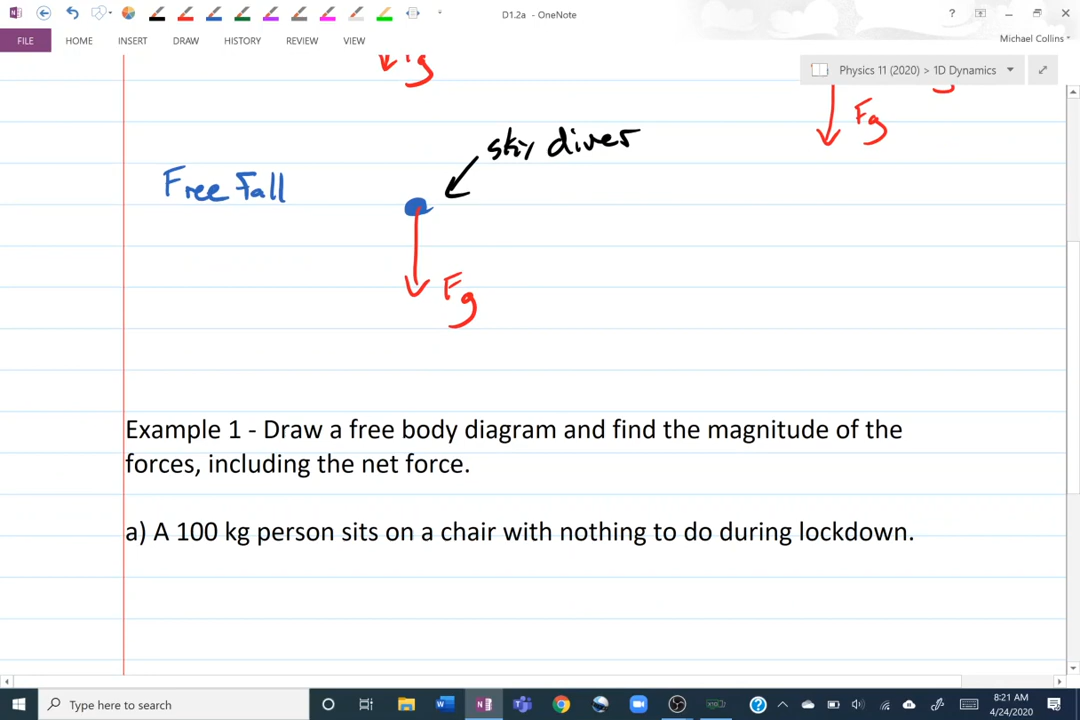 D1.2a - OneNote
?
FILE
HOME
INSERT
DRAW
HISTORY
REVIEW
VIEW
Michael Collins
Fg
Physics 11 (2020) > 1D Dynamics
Fg
sky diver
Free Fall
Fg
Example 1 - Draw a free body diagram and find the magnitude of the
forces, including the net force.
a) A 100 kg person sits on a chair with nothing to do during lockdown.
Type here to search
8:21 AM
4/24/2020